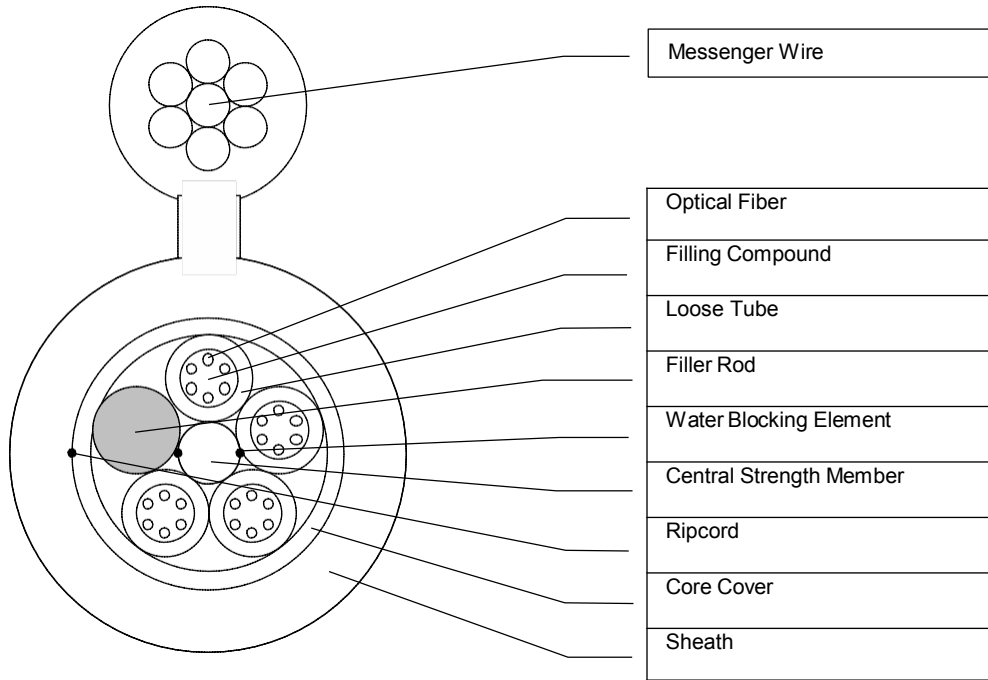 Messenger Wire
Optical Fiber
Filling Compound
Loose Tube
Filler Rod
Water Blocking Element
Central Strength Member
Ripcord
Core Cover
Sheath